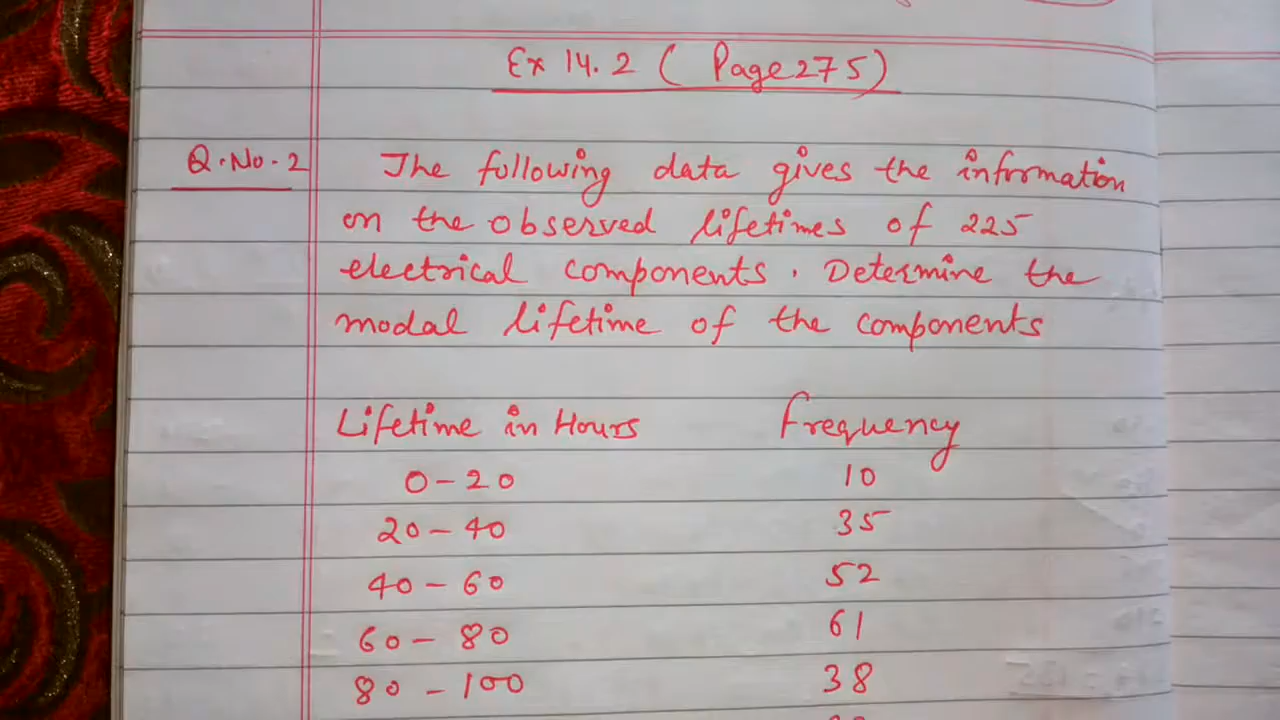 Ex 14.2 ( Page 275)
Q.No.2 The following data gives the information
on the observed lifetimes of 225
electrical components. Determine the
modal lifetime of the components
Lifetime in Hours frequency
0-20 10
20-40 35
40-60 52
60-80 61
80-100 38